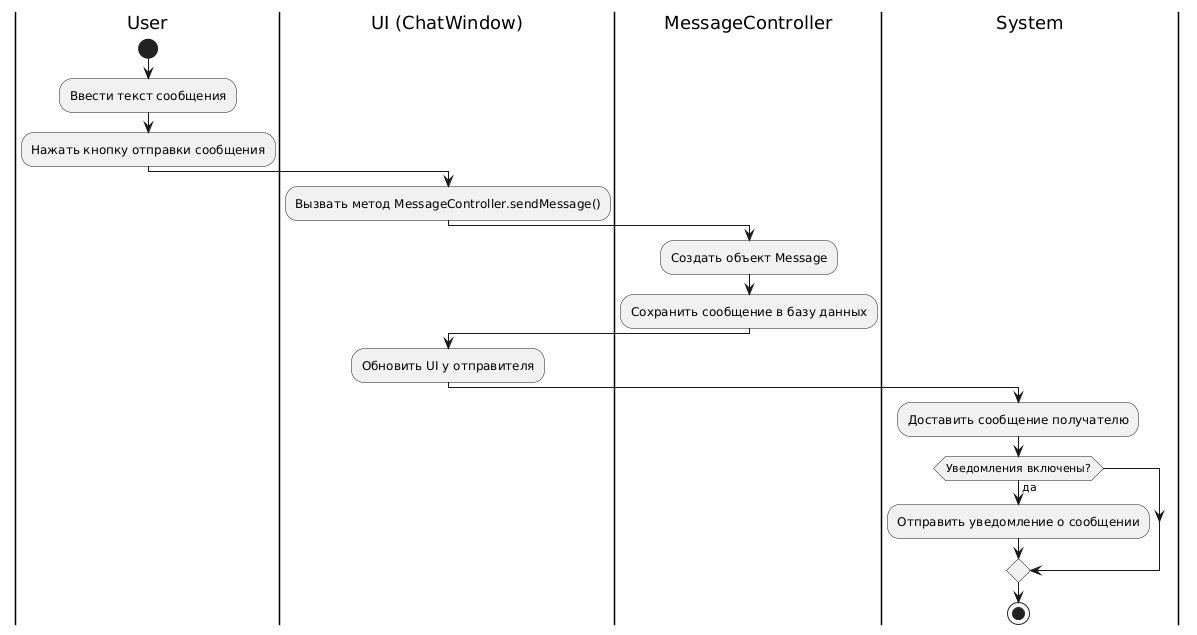 User
UI (ChatWindow)
MessageController
System
Ввести текст сообщения
Нажать кнопку отправки сообщения
Вызвать метод MessageController.sendMessage()
Создать объект Message
Сохранить сообщение в базу данных
Обновить UI у отправителя
Доставить сообщение получателю
Уведомления включены?
да
Отправить уведомление о сообщении